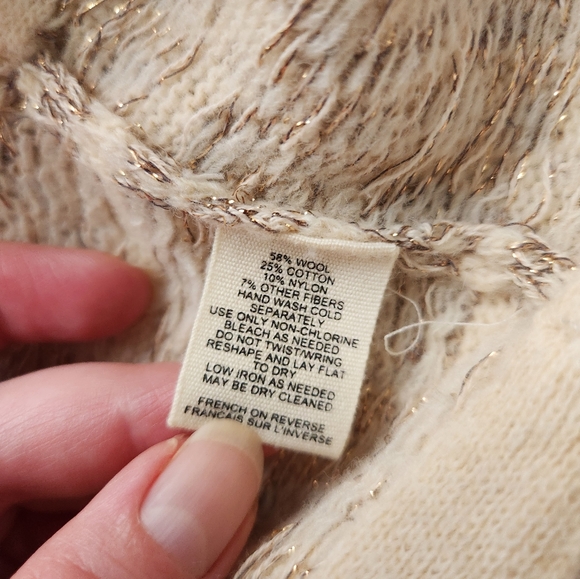 58% WOOL
25% COTTON
10% NYLON
7% OTHER FIBERS
HAND WASH COLD
SEPARATELY
USE ONLY NON-CHLORINE
BLEACH AS NEEDED
DO NOT TWIST/WRING
RESHAPE AND LAY FLAT
TO DRY
LOW IRON AS NEEDED
MAY BE DRY CLEANED
FRENCH ON REVERSE
FRANÇAIS SUR L'INVERSE